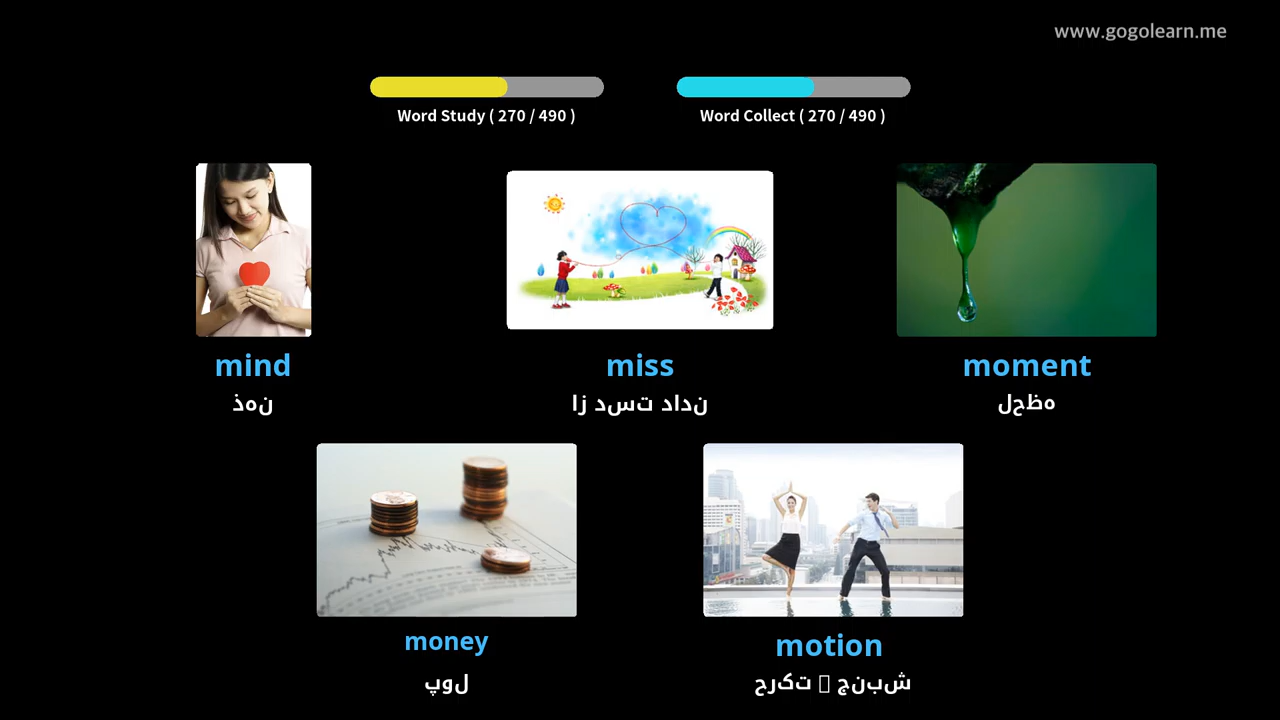 www.gogolearn.me
Word Study ( 270 / 490 )
Word Collect ( 270 / 490 )
mind
نهذ
miss
نداد تسد زا
moment
هظحل
money
لوپ
motion
شبنج ▯ تکرح